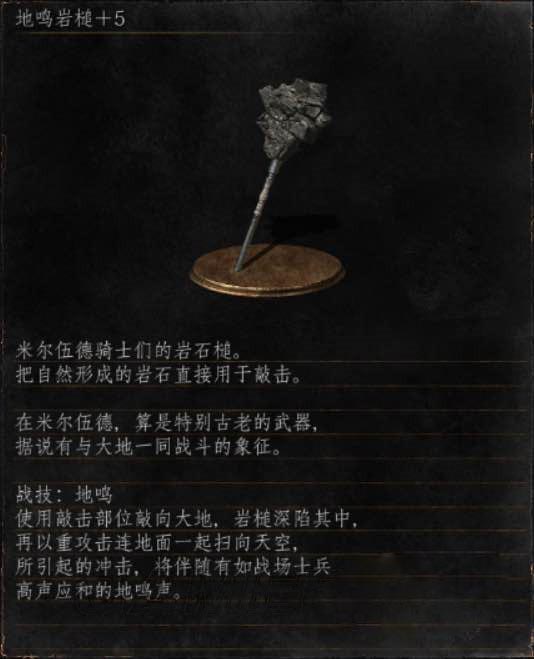 地鸣岩槌+5
米尔伍德骑士们的岩石槌。
把自然形成的岩石直接用于敲击。
在米尔伍德，算是特别古老的武器，
据说有与大地一同战斗的象征。
战技：地鸣
使用敲击部位敲向大地，岩槌深陷其中，
再以重攻击连地面一起扫向天空，
所引起的冲击，将伴随有如战场士兵
高声应和的地鸣声。